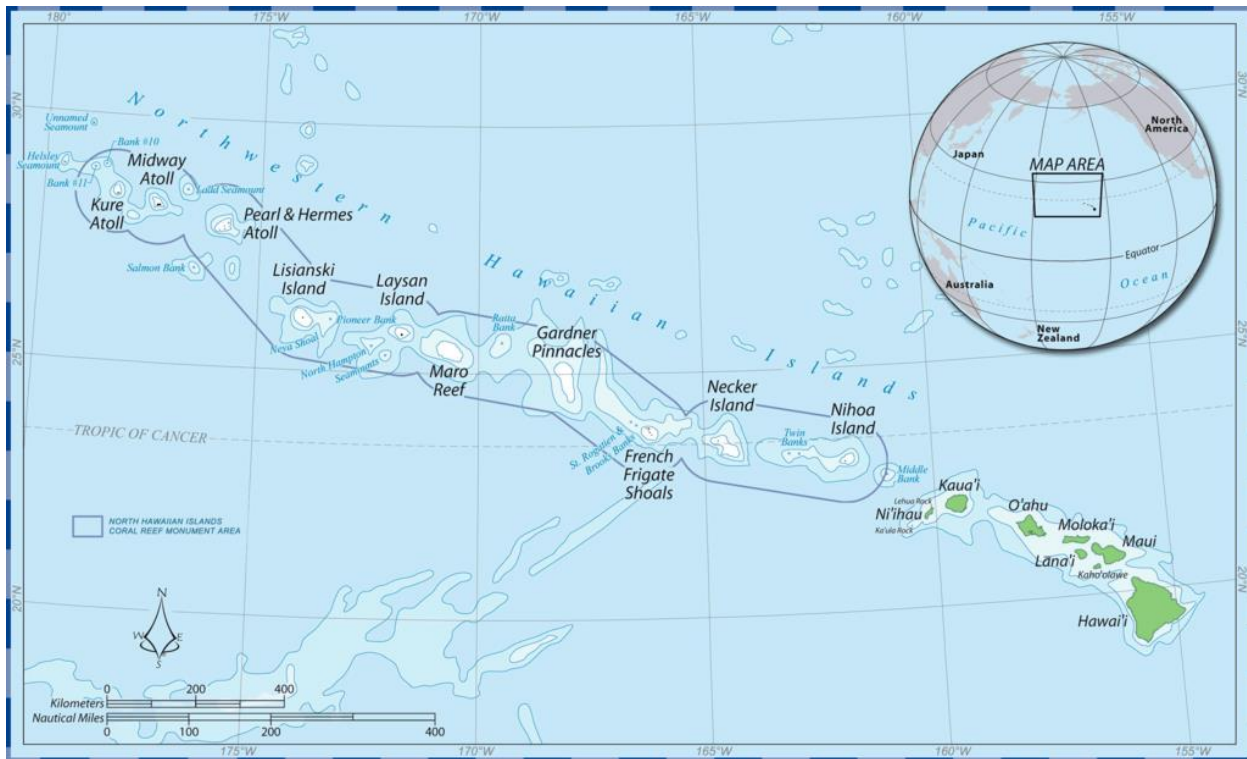 180°
175°W
170°W
165°W
160°W
155°W
30°N
30°N
25°N
25°N
20°N
20°N
Northwestern
Hawaiian
Islands
Unnamed
Seamount
Helsley
Seamount
Bank #10
Bank #11
Midway
Atoll
Kure
Atoll
Ladd Seamount
Pearl & Hermes
Atoll
Salmon Bank
Lisianski
Island
Laysan
Island
Pioneer Bank
Neva Shoal
North Hampton
Seamounts
Maro
Reef
Raita
Bank
Gardner
Pinnacles
St. Rogatien &
Brooks Banks
French
Frigate
Shoals
Necker
Island
Twin
Banks
Nihoa
Island
Middle
Bank
TROPIC OF CANCER
Lehua Rock
Ni'ihau
Ka'ula Rock
Kaua'i
O'ahu
Moloka'i
Maui
Lana'i
Kaho'olawe
Hawai'i
North
America
Japan
MAP AREA
Pacific
Equator
Ocean
Australia
New
Zealand
NORTH HAWAIIAN ISLANDS
CORAL REEF MONUMENT AREA
N
W E
S
0 200 400
Kilometers
Nautical Miles
0 100 200 400
175°W
170°W
165°W
160°W
155°W